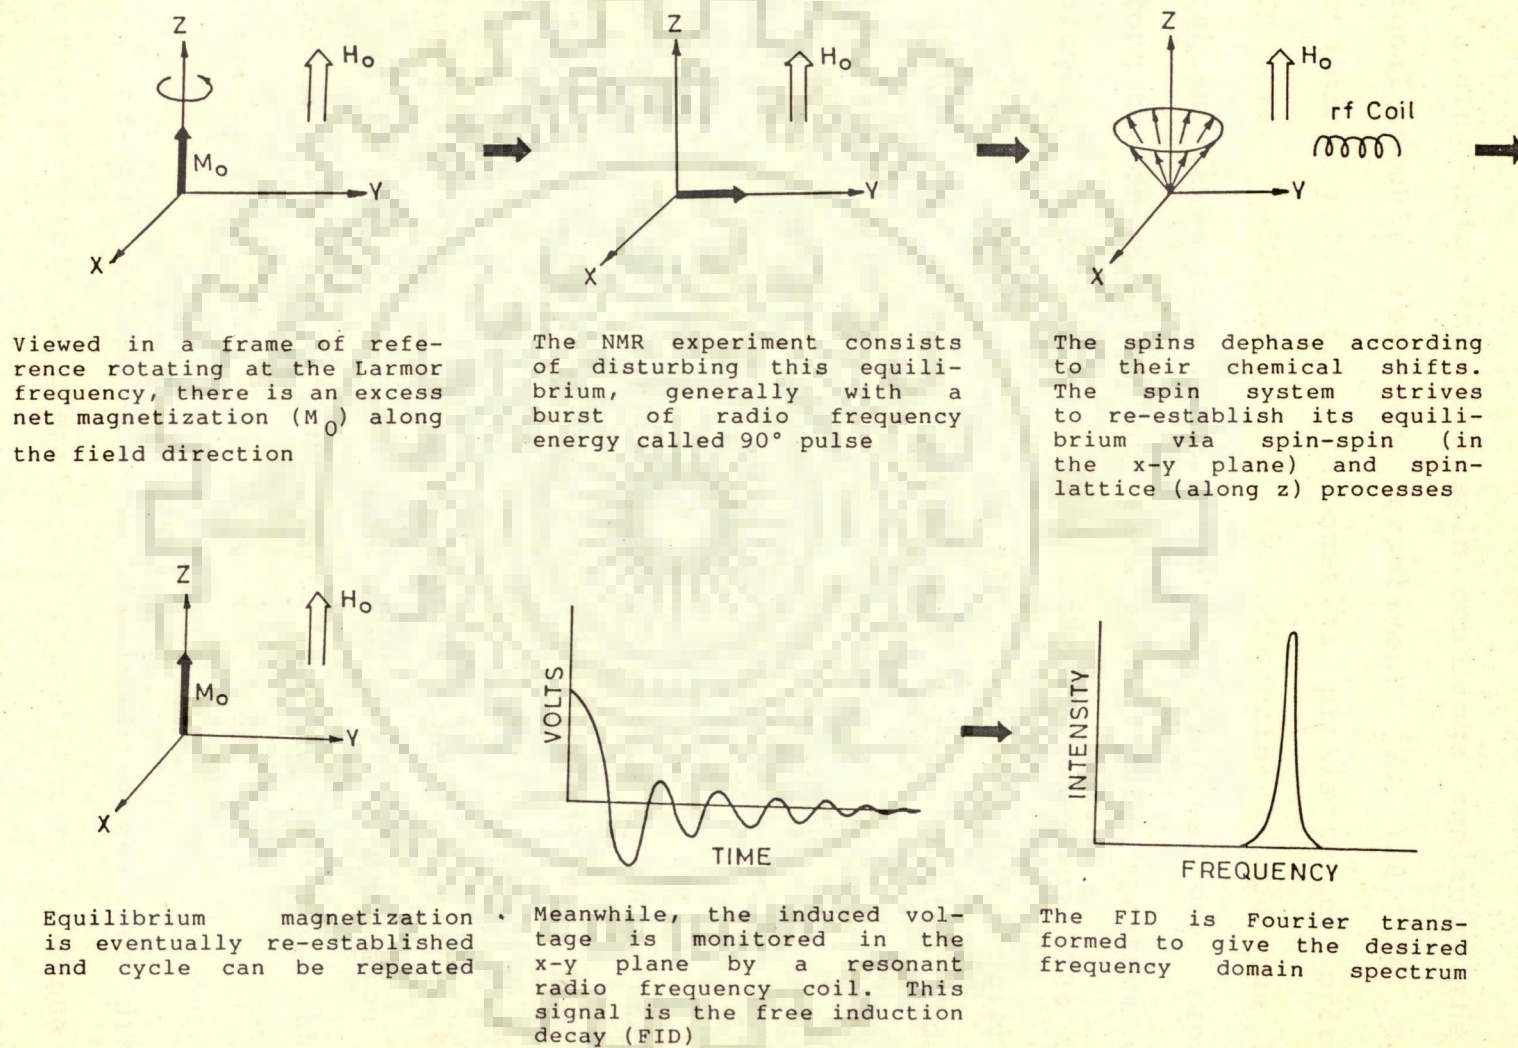 Z
H₀
M₀
Y
X
Z
H₀
Y
X
Z
H₀
rf Coil
Y
X
Viewed in a frame of refe-
rence rotating at the Larmor
frequency, there is an excess
net magnetization (M₀) along
the field direction
The NMR experiment consists
of disturbing this equili-
brium, generally with a
burst of radio frequency
energy called 90° pulse
The spins dephase according
to their chemical shifts.
The spin system strives
to re-establish its equili-
brium via spin-spin (in
the x-y plane) and spin-
lattice (along z) processes
Z
H₀
M₀
Y
X
VOLTS
TIME
INTENSITY
FREQUENCY
Equilibrium magnetization
is eventually re-established
and cycle can be repeated
Meanwhile, the induced vol-
tage is monitored in the
x-y plane by a resonant
radio frequency coil. This
signal is the free induction
decay (FID)
The FID is Fourier trans-
formed to give the desired
frequency domain spectrum